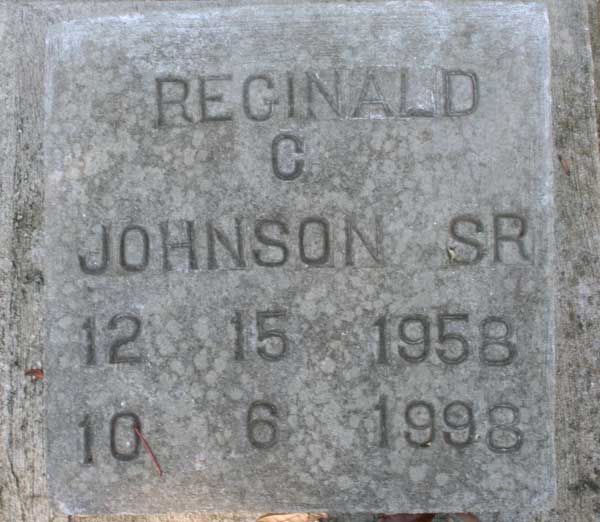 REGINALD
C
JOHNSON SR
12 15 1958
10 6 1998